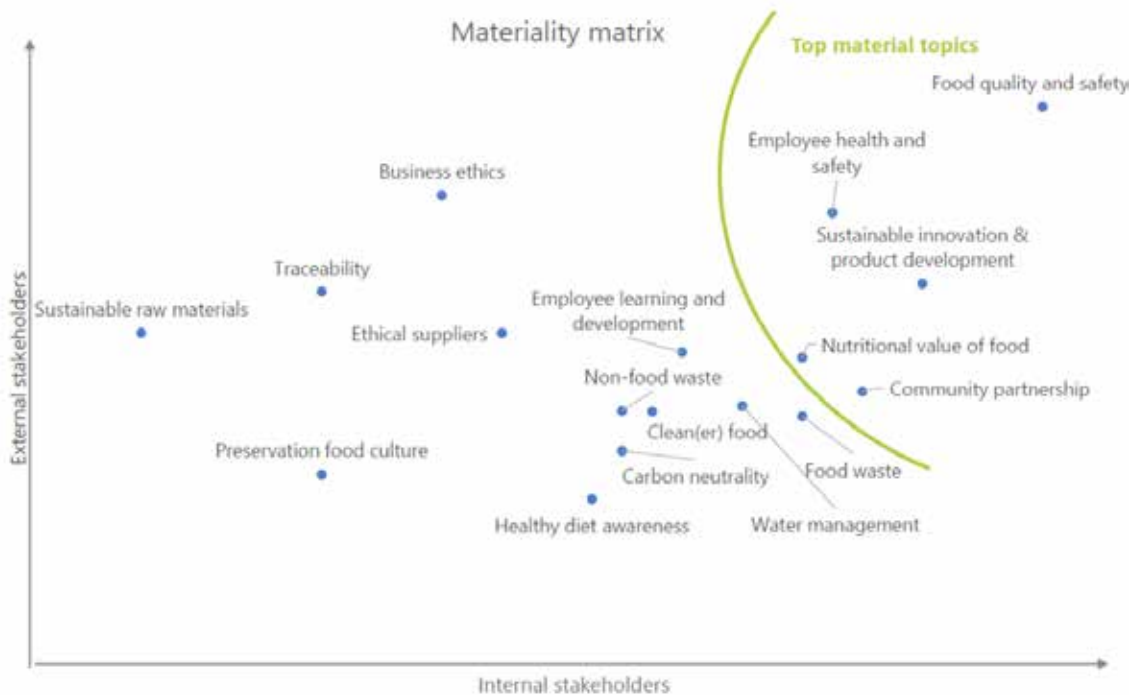 Materiality matrix
Top material topics
Food quality and safety
Employee health and
safety
Business ethics
Sustainable innovation &
product development
Traceability
Sustainable raw materials
Employee learning and
development
Ethical suppliers
Nutritional value of food
Non-food waste
Community partnership
Clean(er) food
Preservation food culture
Carbon neutrality
Food waste
Healthy diet awareness
Water management
External stakeholders
Internal stakeholders